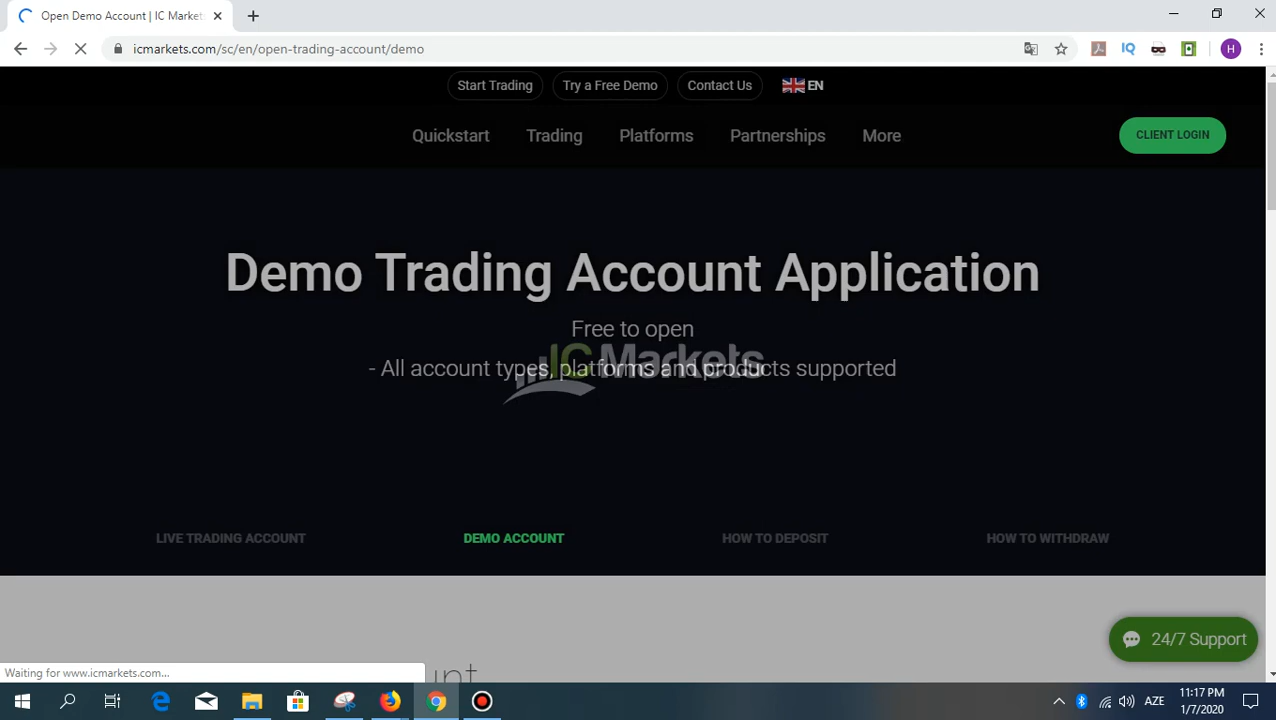 Open Demo Account | IC Market
icmarkets.com/sc/en/open-trading-account/demo
IQ
H
Start Trading
Try a Free Demo
Contact Us
EN
Quickstart
Trading
Platforms
Partnerships
More
CLIENT LOGIN
Demo Trading Account Application
Free to open
- All account types, platforms and products supported
IC Markets
LIVE TRADING ACCOUNT
DEMO ACCOUNT
HOW TO DEPOSIT
HOW TO WITHDRAW
24/7 Support
Waiting for www.icmarkets.com...
AZE
11:17 PM
1/7/2020